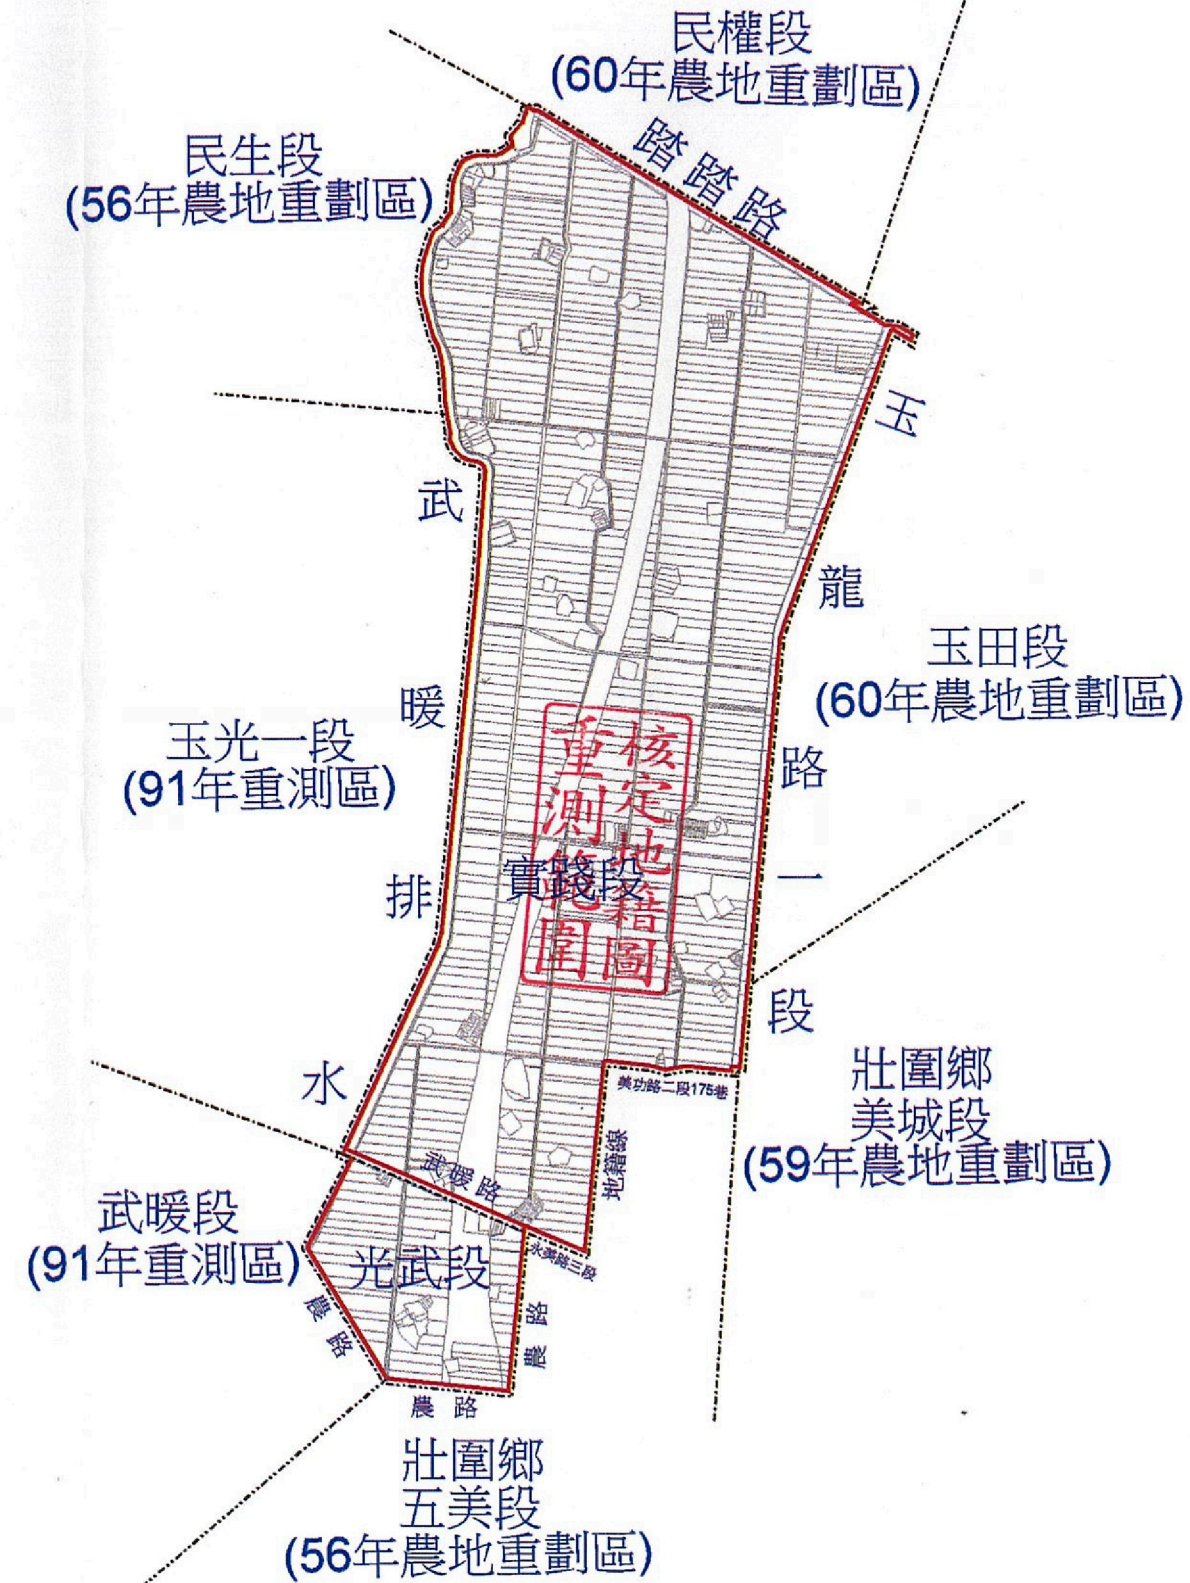 民權段
(60年農地重劃區)
踏踏路
民生段
(56年農地重劃區)
玉龍路一段
武暖排水
玉田段
(60年農地重劃區)
玉光一段
(91年重測區)
核定地籍圖
重測範圍
實踐段
美功路二段175巷
地籍線
壯圍鄉
美城段
(59年農地重劃區)
武暖路
永美路三段
武暖段
(91年重測區)
光武段
農路
農路
農路
壯圍鄉
五美段
(56年農地重劃區)